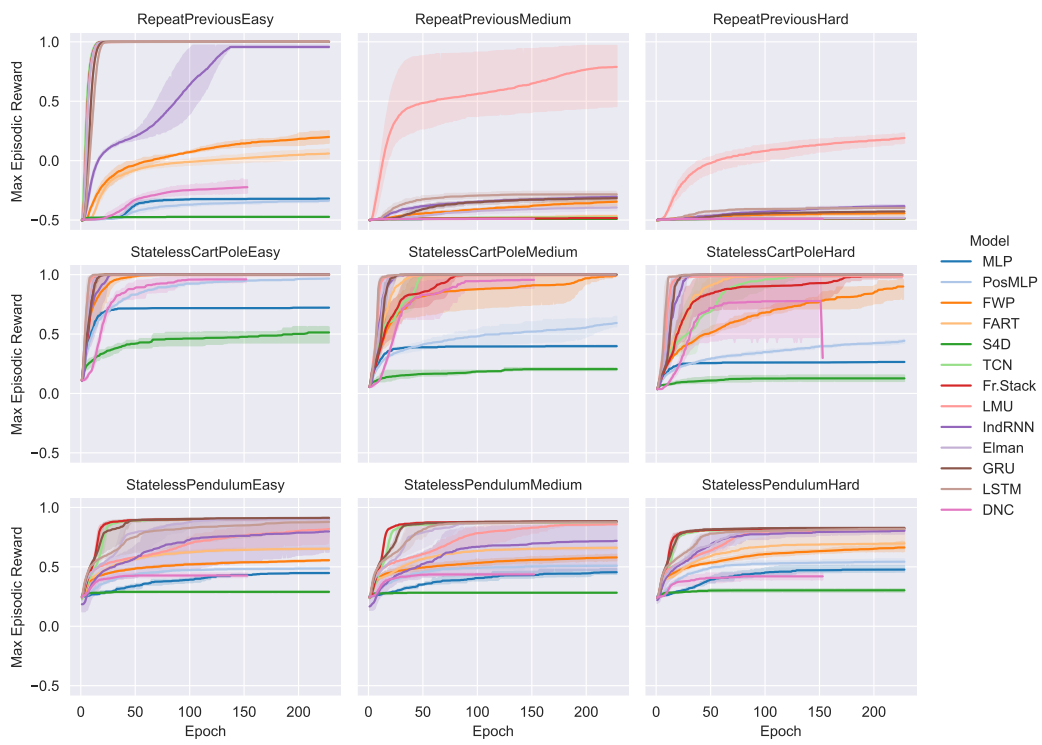 RepeatPreviousEasy RepeatPreviousMedium RepeatPreviousHard
1.0
0.5
0.0
−0.5
Max Episodic Reward
StatelessCartPoleEasy StatelessCartPoleMedium StatelessCartPoleHard
1.0
0.5
0.0
−0.5
Max Episodic Reward
StatelessPendulumEasy StatelessPendulumMedium StatelessPendulumHard
1.0
0.5
0.0
−0.5
Max Episodic Reward
0 50 100 150 200 0 50 100 150 200 0 50 100 150 200
Epoch Epoch Epoch
Model
MLP
PosMLP
FWP
FART
S4D
TCN
Fr.Stack
LMU
IndRNN
Elman
GRU
LSTM
DNC